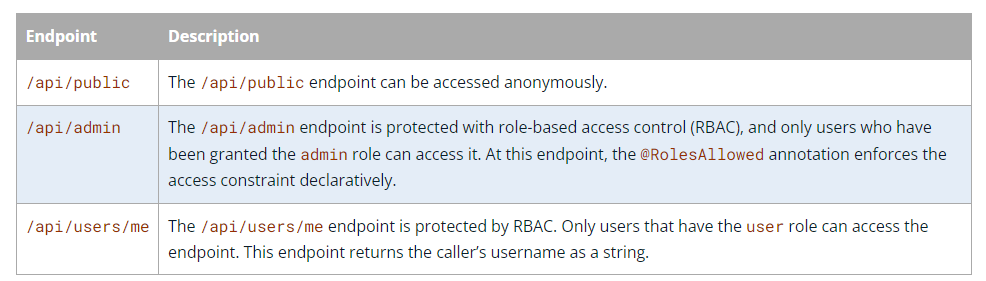 Endpoint Description
/api/public The /api/public endpoint can be accessed anonymously.
/api/admin The /api/admin endpoint is protected with role-based access control (RBAC), and only users who have
been granted the admin role can access it. At this endpoint, the @RolesAllowed annotation enforces the
access constraint declaratively.
/api/users/me The /api/users/me endpoint is protected by RBAC. Only users that have the user role can access the
endpoint. This endpoint returns the caller’s username as a string.